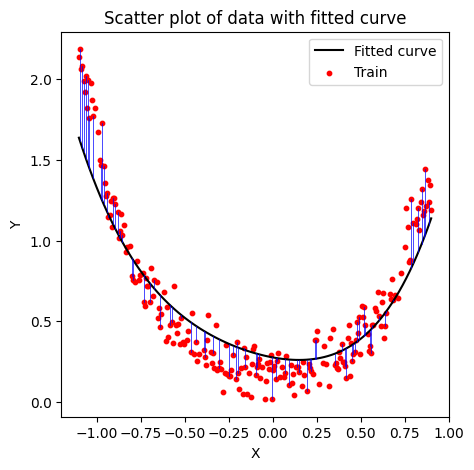 Scatter plot of data with fitted curve
Fitted curve
Train
Y
2.0
1.5
1.0
0.5
0.0
−1.00 −0.75 −0.50 −0.25 0.00 0.25 0.50 0.75 1.00
X